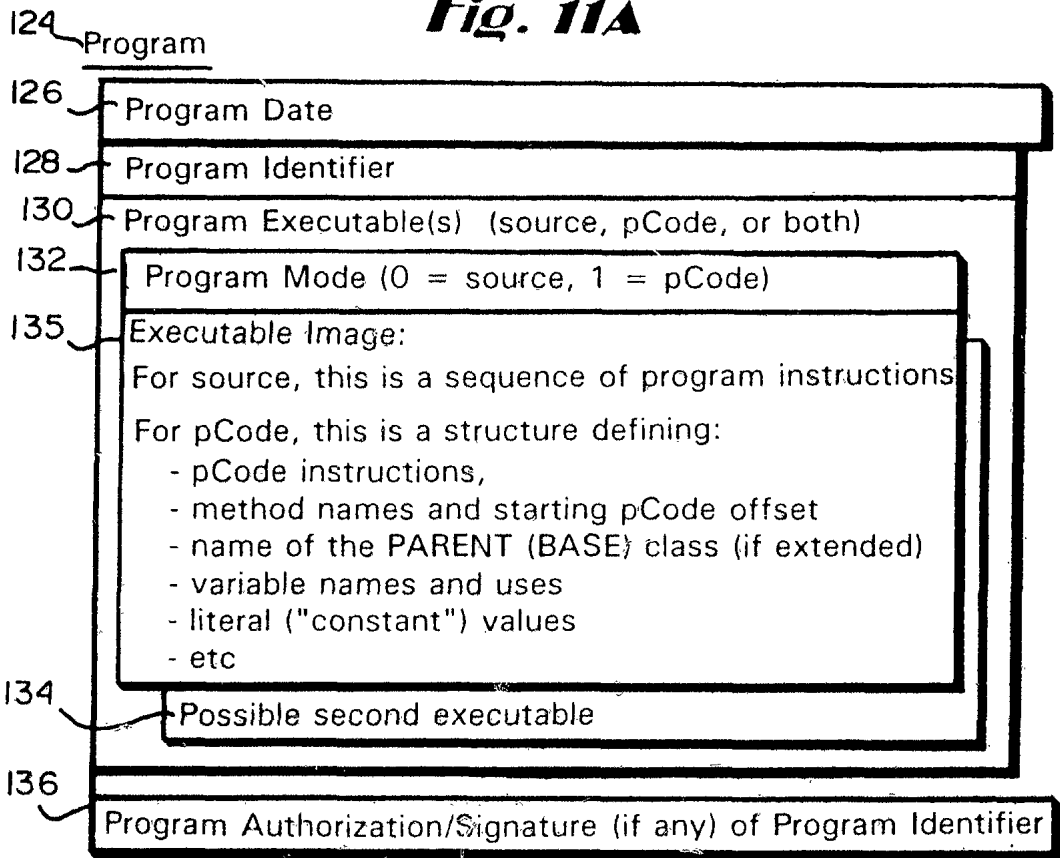 Fig. 11A
124 Program
126 Program Date
128 Program Identifier
130 Program Executable(s) (source, pCode, or both)
132 Program Mode (0 = source, 1 = pCode)
135 Executable Image:
For source, this is a sequence of program instructions
For pCode, this is a structure defining:
- pCode instructions,
- method names and starting pCode offset
- name of the PARENT (BASE) class (if extended)
- variable names and uses
- literal ("constant") values
- etc
134 Possible second executable
136 Program Authorization/Signature (if any) of Program Identifier